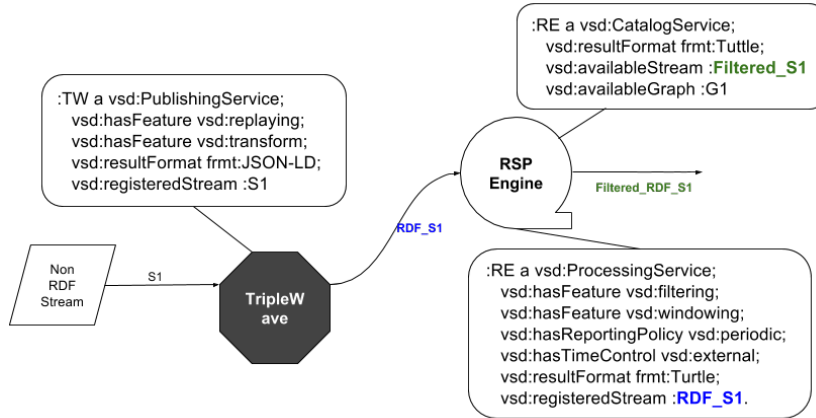 :RE a vsd:CatalogService;
vsd:resultFormat frmt:Tuttle;
vsd:availableStream :Filtered_S1
vsd:availableGraph :G1
:TW a vsd:PublishingService;
vsd:hasFeature vsd:replaying;
vsd:hasFeature vsd:transform;
vsd:resultFormat frmt:JSON-LD;
vsd:registeredStream :S1
RSP
Engine
Filtered_RDF_S1
RDF_S1
Non
RDF
Stream
S1
TripleW
ave
:RE a vsd:ProcessingService;
vsd:hasFeature vsd:filtering;
vsd:hasFeature vsd:windowing;
vsd:hasReportingPolicy vsd:periodic;
vsd:hasTimeControl vsd:external;
vsd:resultFormat frmt:Turtle;
vsd:registeredStream :RDF_S1.